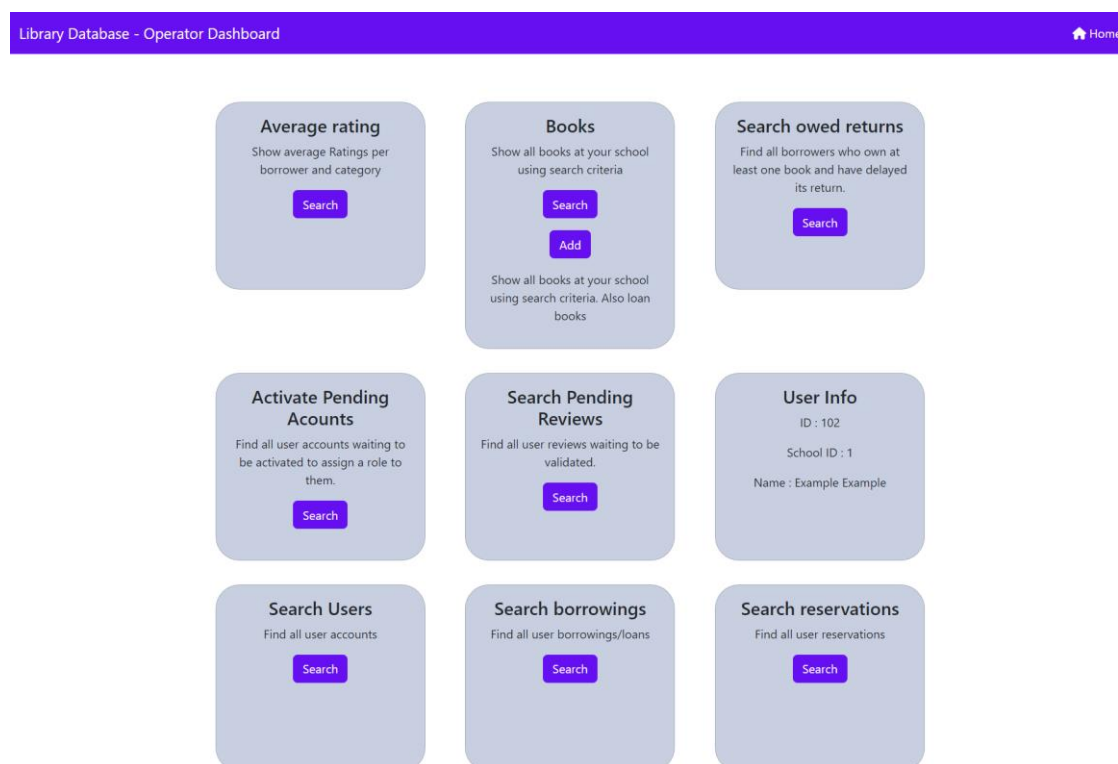 Library Database - Operator Dashboard
Home
Average rating
Show average Ratings per
borrower and category
Search
Books
Show all books at your school
using search criteria
Search
Add
Show all books at your school
using search criteria. Also loan
books
Search owed returns
Find all borrowers who own at
least one book and have delayed
its return.
Search
Activate Pending
Acounts
Find all user accounts waiting to
be activated to assign a role to
them.
Search
Search Pending
Reviews
Find all user reviews waiting to be
validated.
Search
User Info
ID : 102
School ID : 1
Name : Example Example
Search Users
Find all user accounts
Search
Search borrowings
Find all user borrowings/loans
Search
Search reservations
Find all user reservations
Search